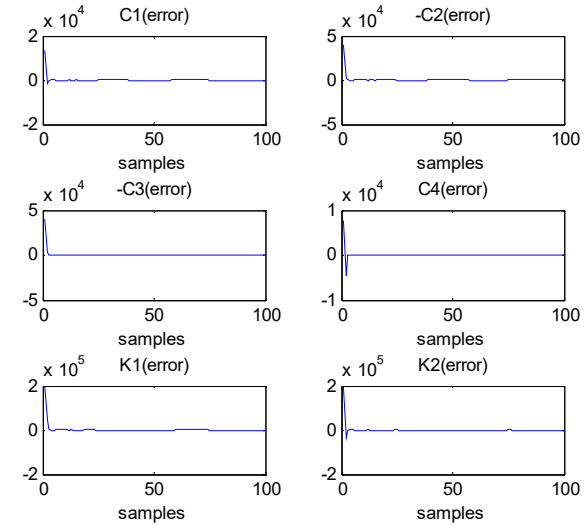 x 10^4 C1(error)
2
0
-2
0 50 100
samples
x 10^4 -C2(error)
5
0
-5
0 50 100
samples
x 10^4 -C3(error)
5
0
-5
0 50 100
samples
x 10^4 C4(error)
1
0
-1
0 50 100
samples
x 10^5 K1(error)
2
0
-2
0 50 100
samples
x 10^5 K2(error)
2
0
-2
0 50 100
samples